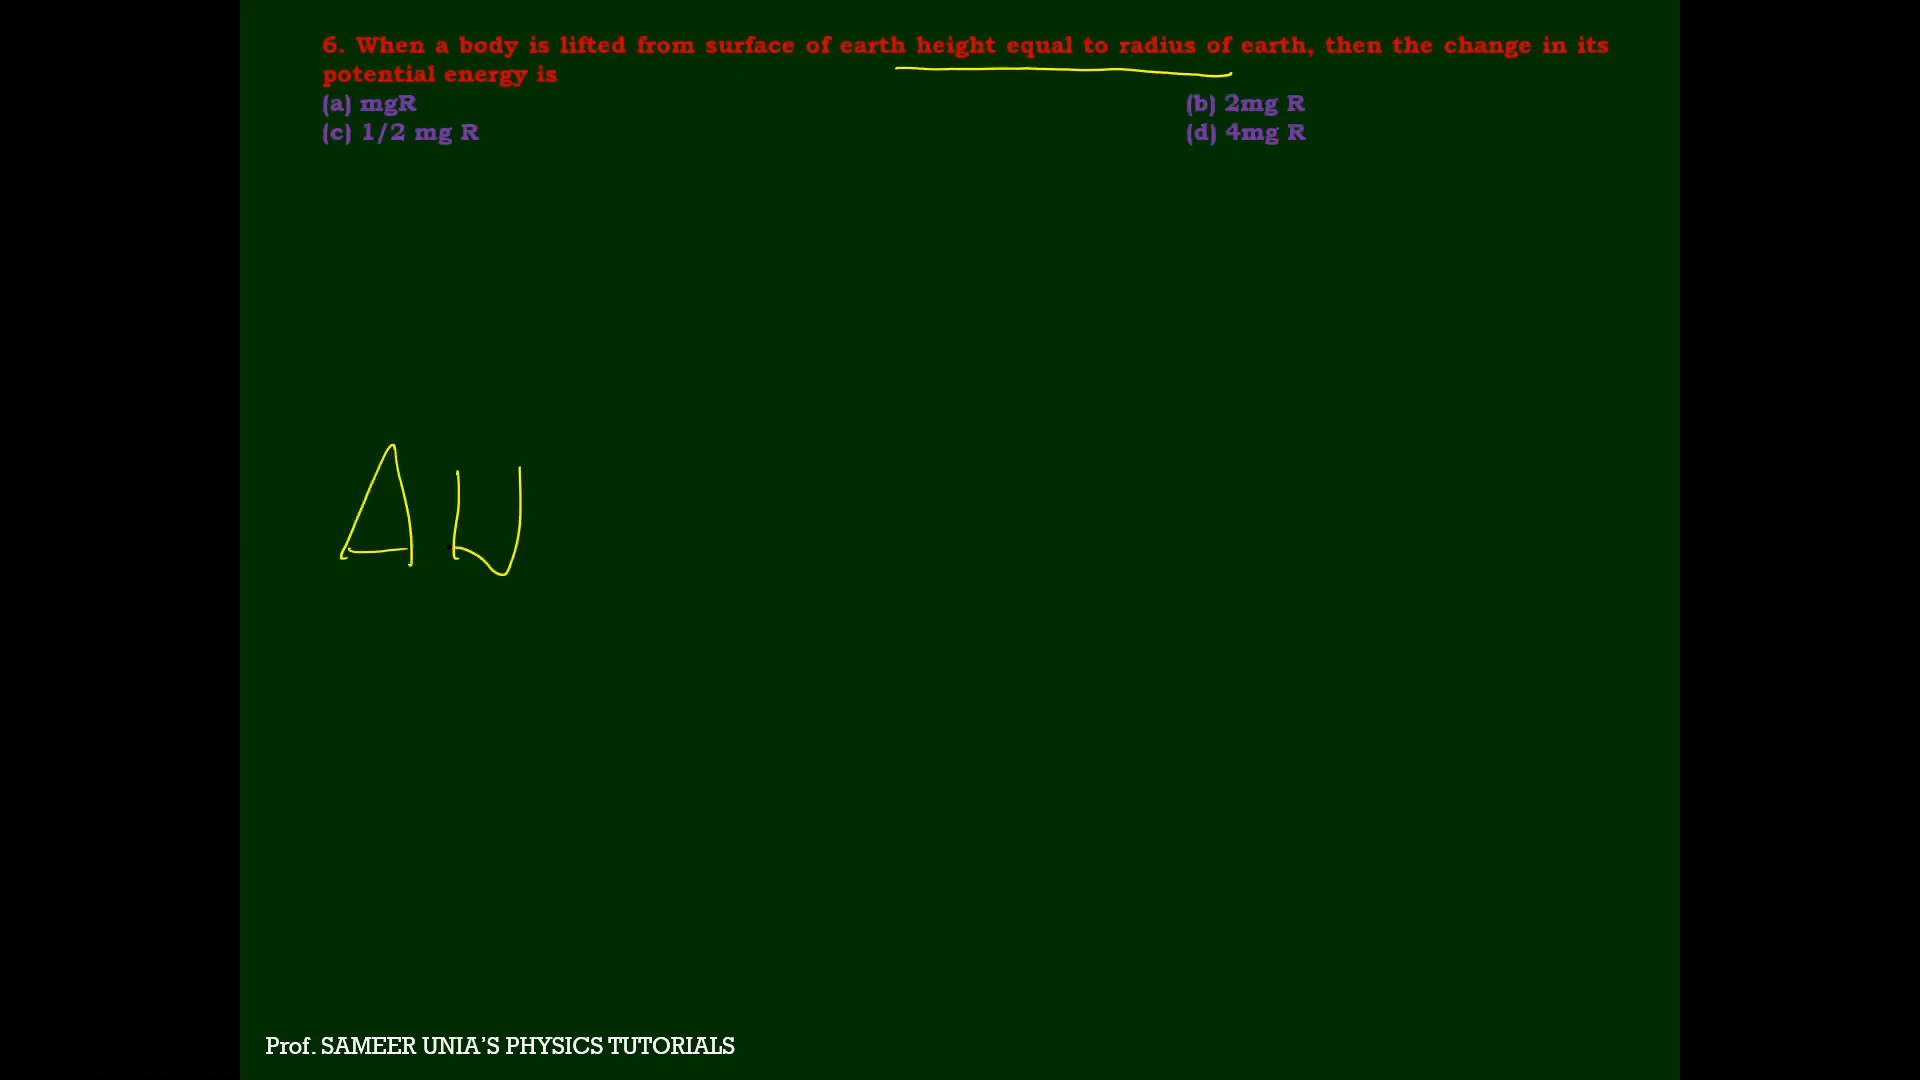 6. When a body is lifted from surface of earth height equal to radius of earth, then the change in its
potential energy is
(a) mgR (b) 2mg R
(c) 1/2 mg R (d) 4mg R
Δ U
Prof. SAMEER UNIA’S PHYSICS TUTORIALS